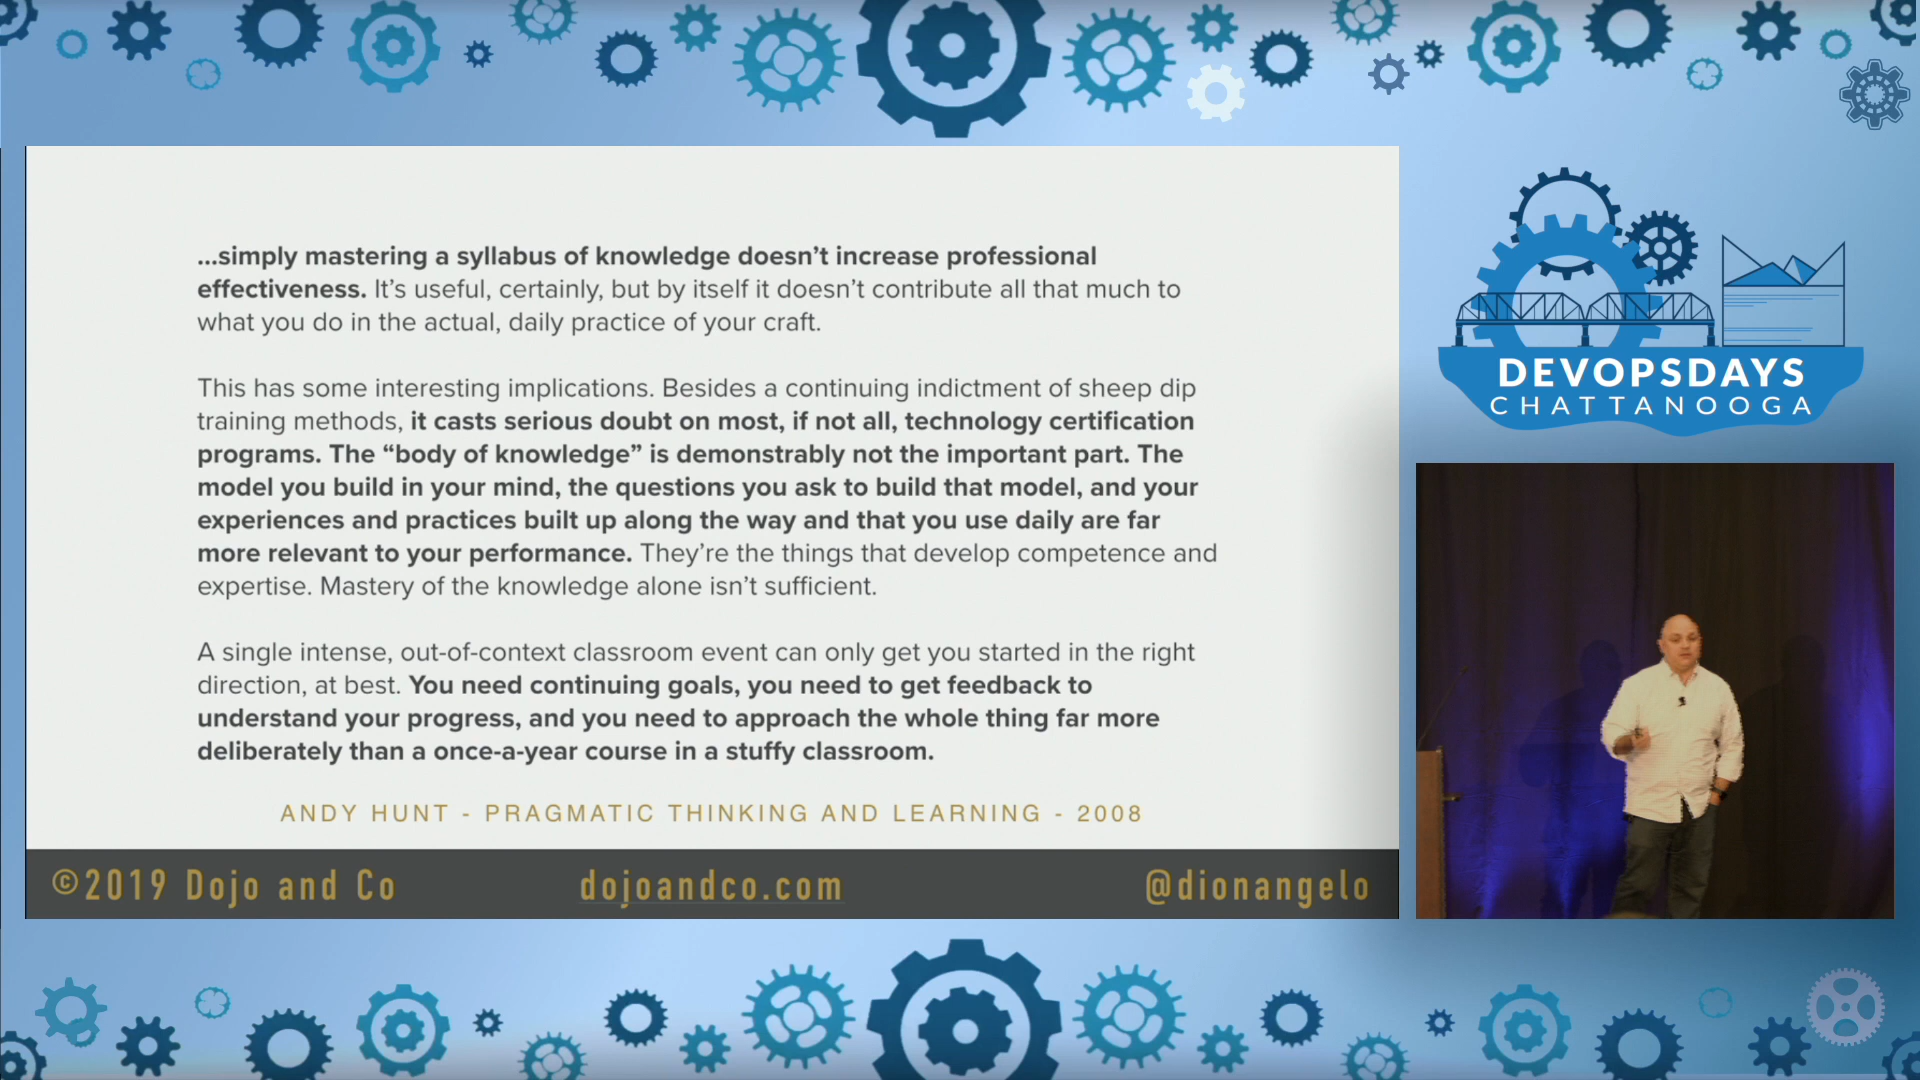 ...simply mastering a syllabus of knowledge doesn’t increase professional
effectiveness. It’s useful, certainly, but by itself it doesn’t contribute all that much to
what you do in the actual, daily practice of your craft.
This has some interesting implications. Besides a continuing indictment of sheep dip
training methods, it casts serious doubt on most, if not all, technology certification
programs. The “body of knowledge” is demonstrably not the important part. The
model you build in your mind, the questions you ask to build that model, and your
experiences and practices built up along the way and that you use daily are far
more relevant to your performance. They’re the things that develop competence and
expertise. Mastery of the knowledge alone isn’t sufficient.
A single intense, out-of-context classroom event can only get you started in the right
direction, at best. You need continuing goals, you need to get feedback to
understand your progress, and you need to approach the whole thing far more
deliberately than a once-a-year course in a stuffy classroom.
ANDY HUNT - PRAGMATIC THINKING AND LEARNING - 2008
©2019 Dojo and Co
dojoandco.com
@dionangelo
DEVOPSDAYS
CHATTANOOGA